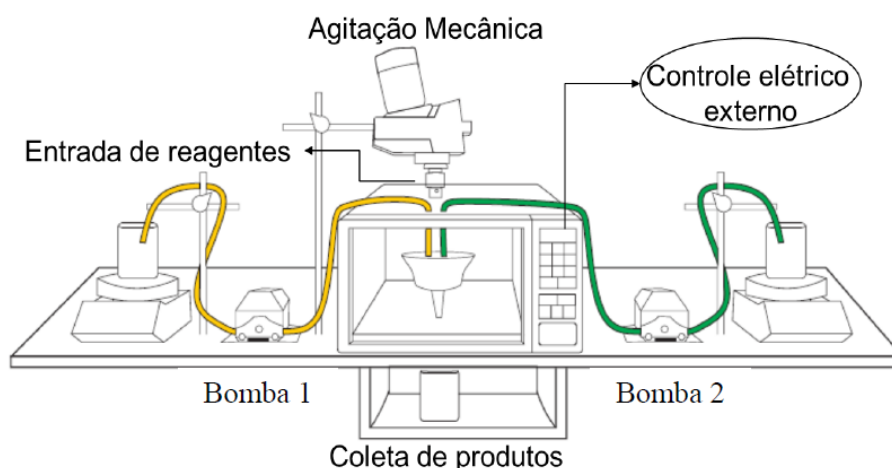 Agitação Mecânica
Controle elétrico
externo
Entrada de reagentes
Bomba 1
Bomba 2
Coleta de produtos